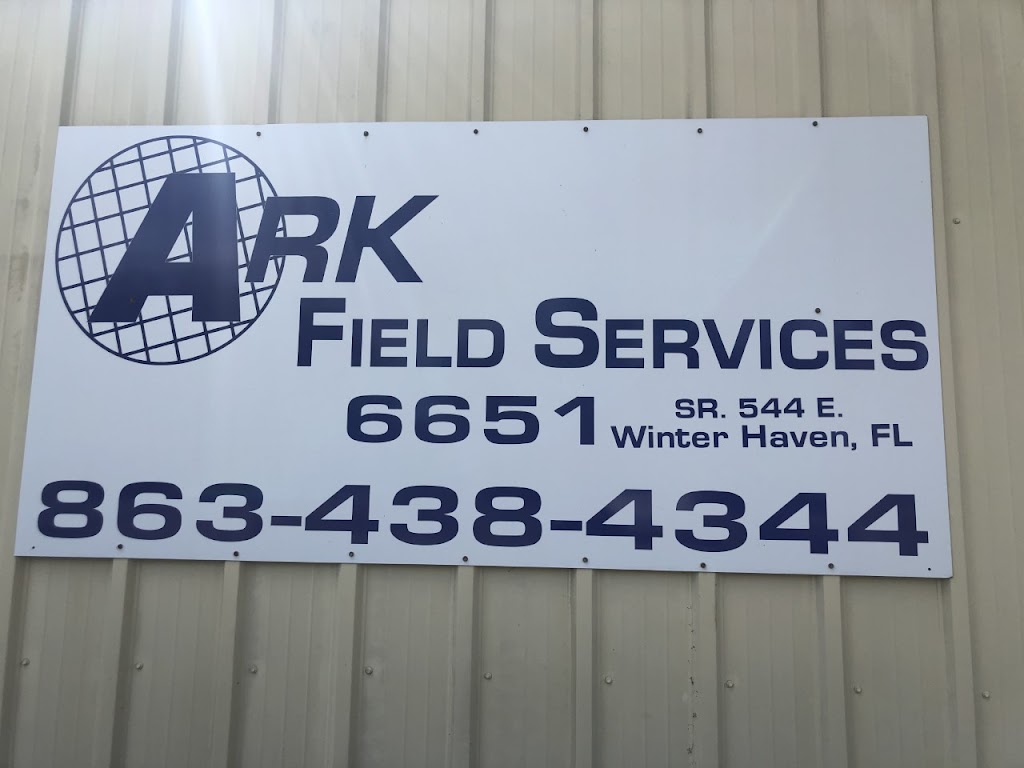 ARK
FIELD SERVICES
6651 SR. 544 E.
Winter Haven, FL
863-438-4344